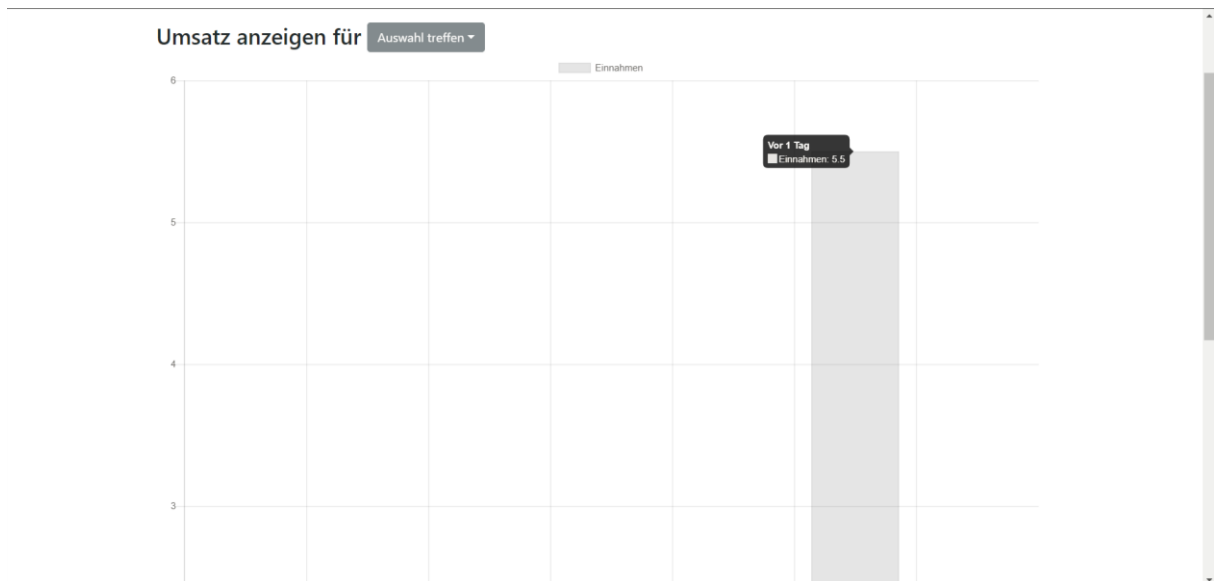 Umsatz anzeigen für Auswahl treffen
Einnahmen
6
Vor 1 Tag
Einnahmen: 5.5
5
4
3